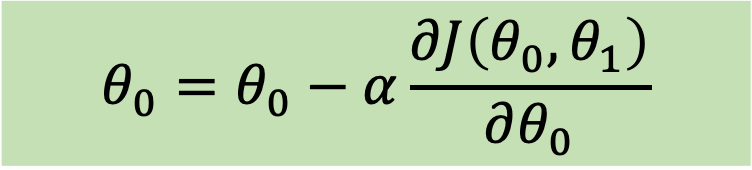 θ₀ = θ₀ − α ∂J(θ₀, θ₁) / ∂θ₀